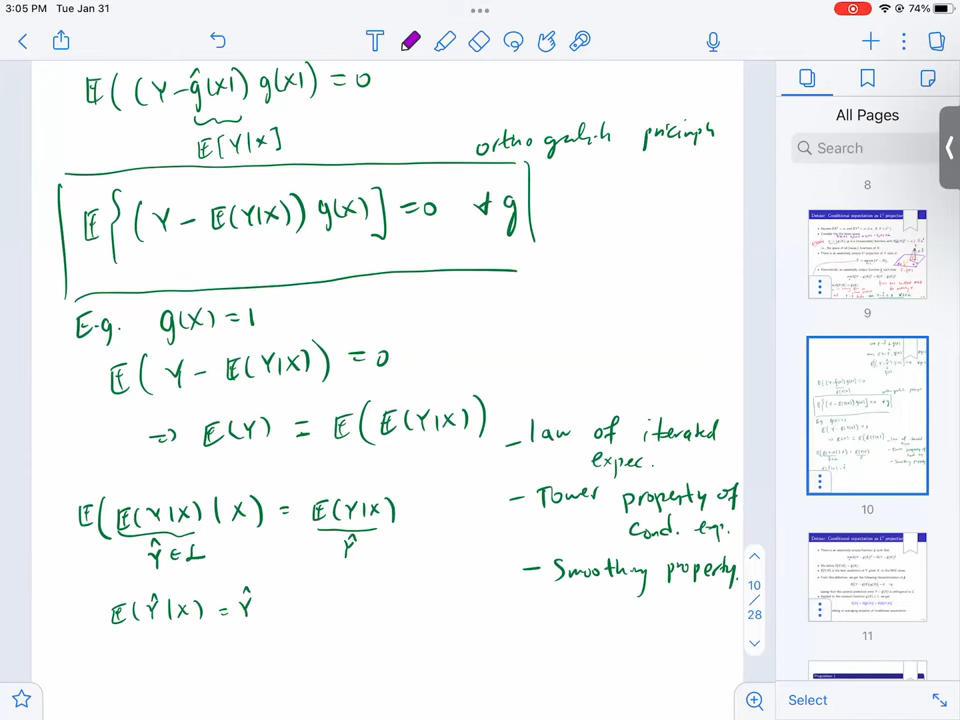 3:05 PM Tue Jan 31
74%
𝔼((Y-ĝ(X)) g(X)) = 0
𝔼[Y|X]
orthogonality principle
𝔼{(Y - 𝔼(Y|X)) g(X)] = 0 ∀ g
E.g. g(X) = 1
𝔼(Y - 𝔼(Y|X)) = 0
⇒ 𝔼(Y) = 𝔼(𝔼(Y|X))
- law of iterated
expec.
- Tower property of
cond. exp.
- Smoothing property.
𝔼(𝔼(Y|X) | X) = 𝔼(Y|X)
Ŷ ∈ L
Ŷ
𝔼(Ŷ|X) = Ŷ
10
/
28
All Pages
Search
8
9
10
11
Select